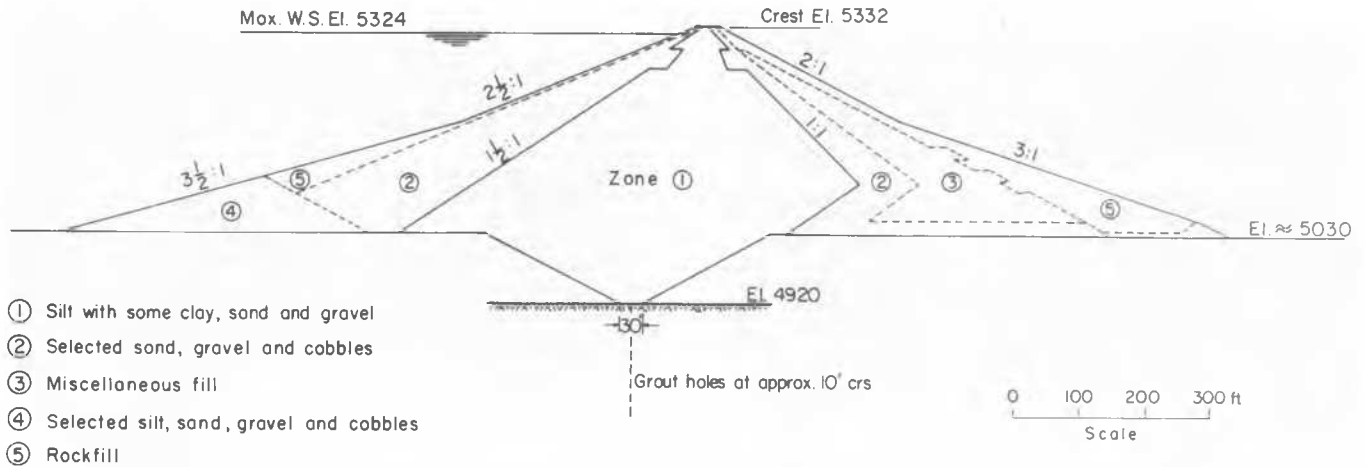 Mox. W.S. El. 5324
Crest El. 5332
2½:1
2:1
1½:1
1:1
3½:1
3:1
Zone ①
⑤
②
②
③
④
⑤
El. ≈ 5030
El. 4920
30'
Grout holes at approx. 10' crs
① Silt with some clay, sand and gravel
② Selected sand, gravel and cobbles
③ Miscellaneous fill
④ Selected silt, sand, gravel and cobbles
⑤ Rockfill
0 100 200 300 ft
Scale